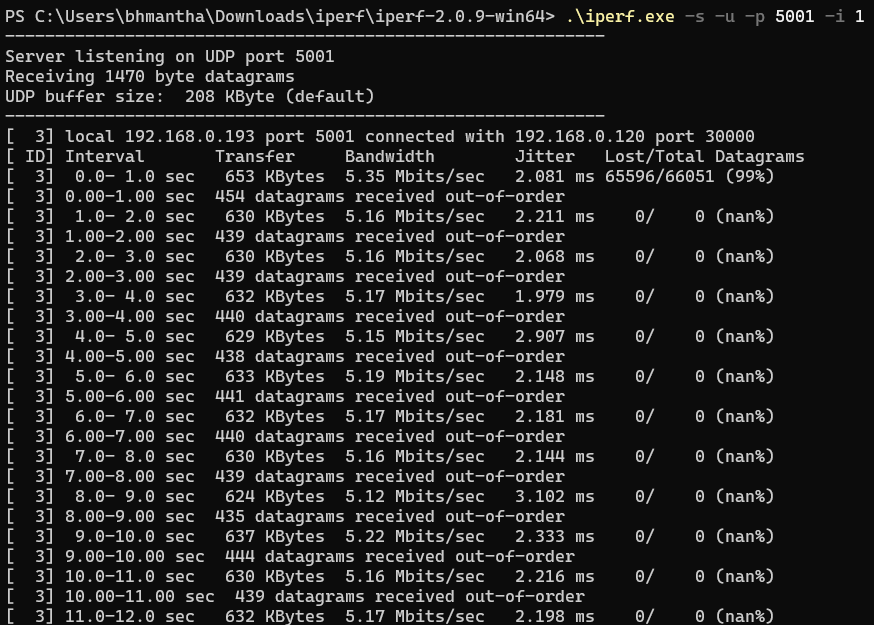 PS C:\Users\bhmantha\Downloads\iperf\iperf-2.0.9-win64> .\iperf.exe -s -u -p 5001 -i 1
------------------------------------------------------------
Server listening on UDP port 5001
Receiving 1470 byte datagrams
UDP buffer size:  208 KByte (default)
------------------------------------------------------------
[  3] local 192.168.0.193 port 5001 connected with 192.168.0.120 port 30000
[ ID] Interval       Transfer     Bandwidth        Jitter   Lost/Total Datagrams
[  3]  0.0- 1.0 sec   653 KBytes  5.35 Mbits/sec   2.081 ms 65596/66051 (99%)
[  3] 0.00-1.00 sec  454 datagrams received out-of-order
[  3]  1.0- 2.0 sec   630 KBytes  5.16 Mbits/sec   2.211 ms    0/    0 (nan%)
[  3] 1.00-2.00 sec  439 datagrams received out-of-order
[  3]  2.0- 3.0 sec   630 KBytes  5.16 Mbits/sec   2.068 ms    0/    0 (nan%)
[  3] 2.00-3.00 sec  439 datagrams received out-of-order
[  3]  3.0- 4.0 sec   632 KBytes  5.17 Mbits/sec   1.979 ms    0/    0 (nan%)
[  3] 3.00-4.00 sec  440 datagrams received out-of-order
[  3]  4.0- 5.0 sec   629 KBytes  5.15 Mbits/sec   2.907 ms    0/    0 (nan%)
[  3] 4.00-5.00 sec  438 datagrams received out-of-order
[  3]  5.0- 6.0 sec   633 KBytes  5.19 Mbits/sec   2.148 ms    0/    0 (nan%)
[  3] 5.00-6.00 sec  441 datagrams received out-of-order
[  3]  6.0- 7.0 sec   632 KBytes  5.17 Mbits/sec   2.181 ms    0/    0 (nan%)
[  3] 6.00-7.00 sec  440 datagrams received out-of-order
[  3]  7.0- 8.0 sec   630 KBytes  5.16 Mbits/sec   2.144 ms    0/    0 (nan%)
[  3] 7.00-8.00 sec  439 datagrams received out-of-order
[  3]  8.0- 9.0 sec   624 KBytes  5.12 Mbits/sec   3.102 ms    0/    0 (nan%)
[  3] 8.00-9.00 sec  435 datagrams received out-of-order
[  3]  9.0-10.0 sec   637 KBytes  5.22 Mbits/sec   2.333 ms    0/    0 (nan%)
[  3] 9.00-10.00 sec  444 datagrams received out-of-order
[  3] 10.0-11.0 sec   630 KBytes  5.16 Mbits/sec   2.216 ms    0/    0 (nan%)
[  3] 10.00-11.00 sec  439 datagrams received out-of-order
[  3] 11.0-12.0 sec   632 KBytes  5.17 Mbits/sec   2.198 ms    0/    0 (nan%)